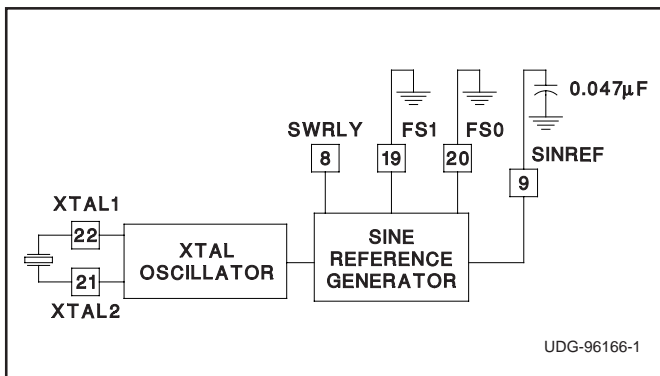 0.047µF
SWRLY FS1 FS0
8 19 20 SINREF
9
XTAL1
22
XTAL
OSCILLATOR
SINE
REFERENCE
GENERATOR
21
XTAL2
UDG-96166-1